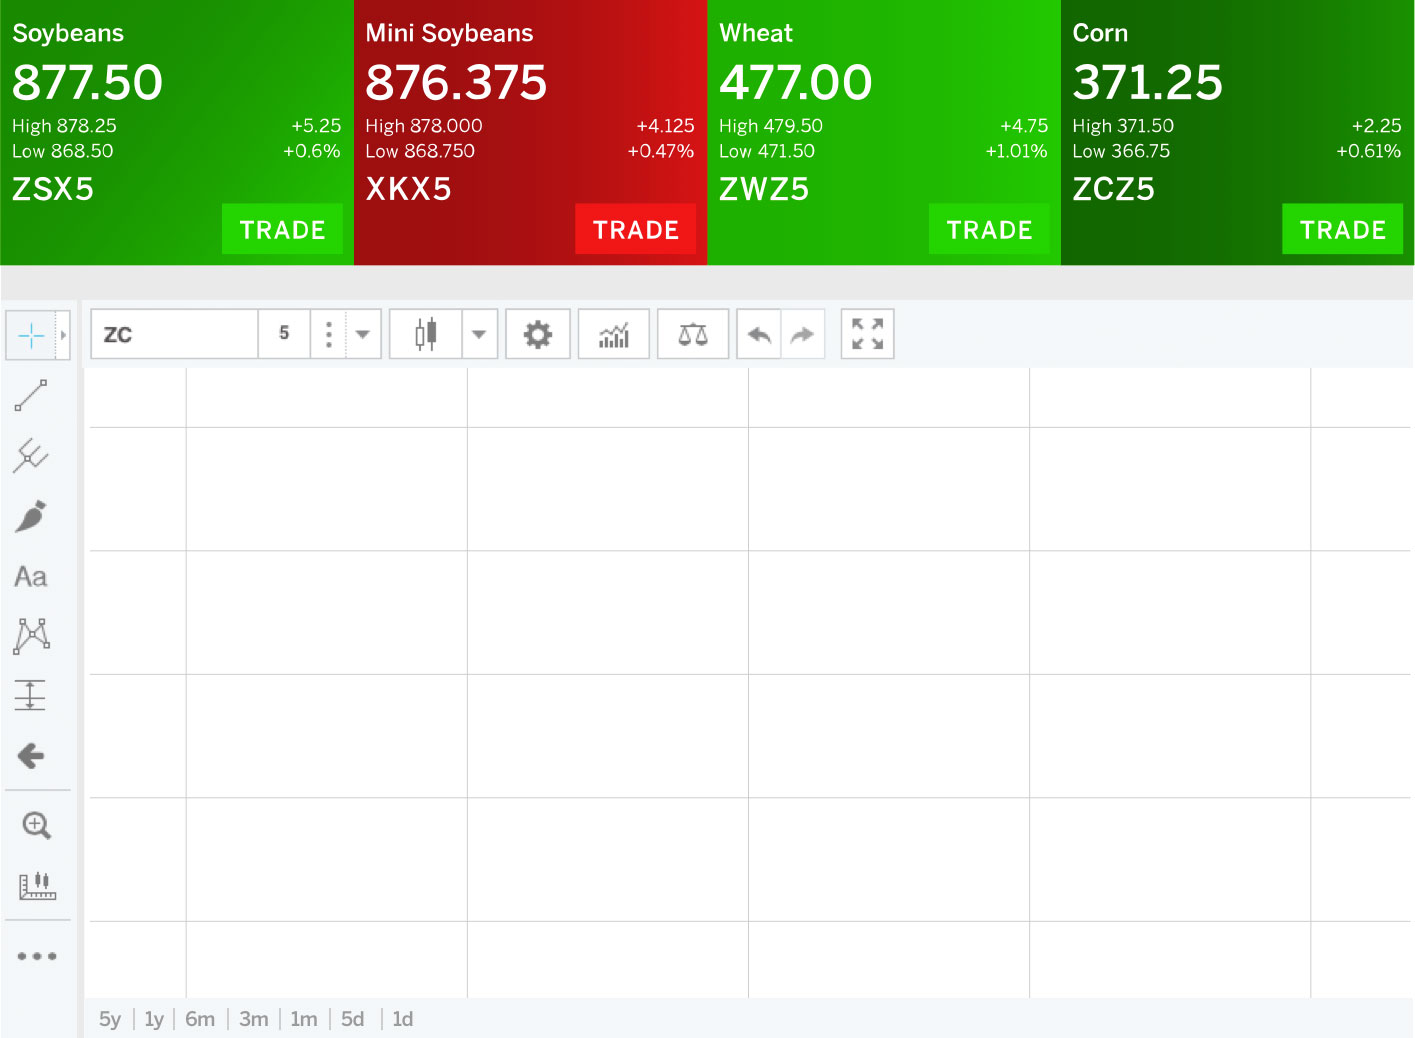 Soybeans
877.50
High 878.25 +5.25
Low 868.50 +0.6%
ZSX5
TRADE
Mini Soybeans
876.375
High 878.000 +4.125
Low 868.750 +0.47%
XKX5
TRADE
Wheat
477.00
High 479.50 +4.75
Low 471.50 +1.01%
ZWZ5
TRADE
Corn
371.25
High 371.50 +2.25
Low 366.75 +0.61%
ZCZ5
TRADE
ZC 5
Aa
5y 1y 6m 3m 1m 5d 1d